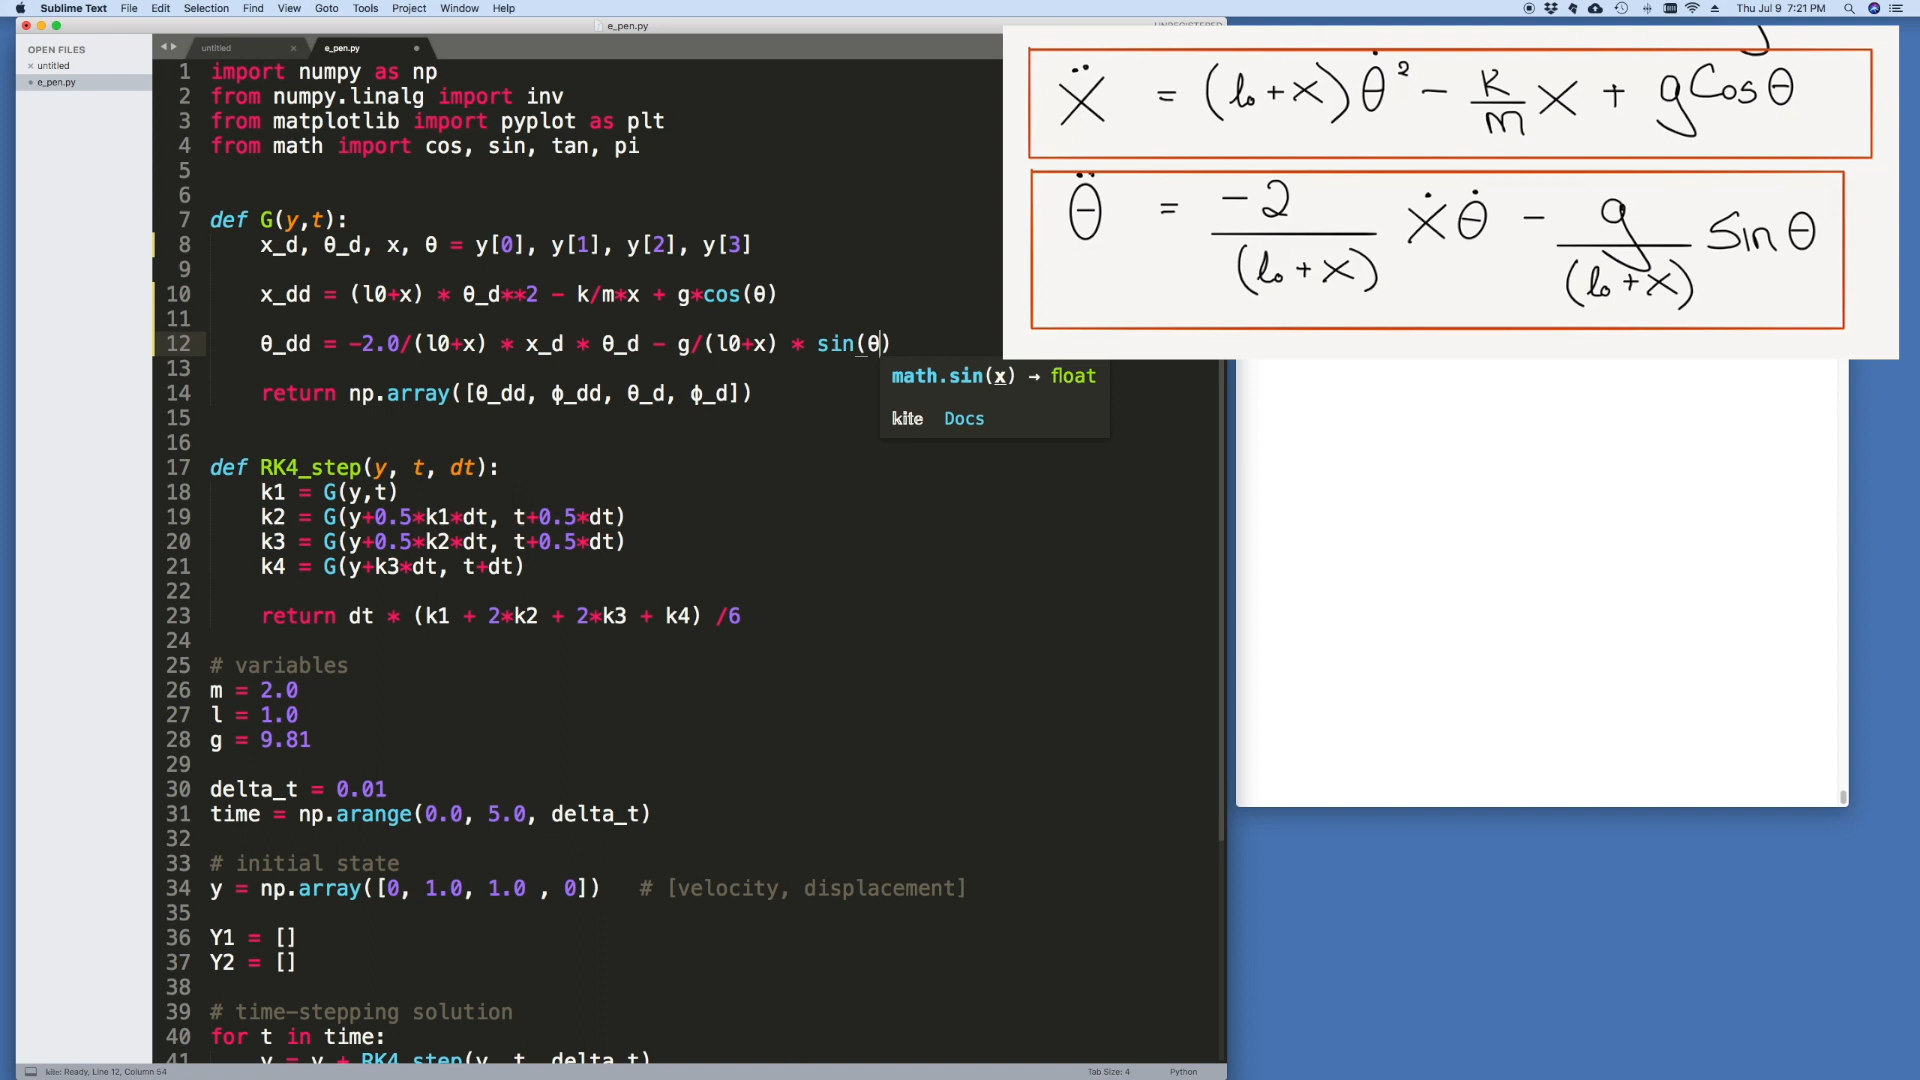 Sublime Text File Edit Selection Find View Goto Tools Project Window Help Thu Jul 9 7:21 PM
e_pen.py
UNREGISTERED
OPEN FILES
untitled
e_pen.py
untitled e_pen.py
1 import numpy as np
2 from numpy.linalg import inv
3 from matplotlib import pyplot as plt
4 from math import cos, sin, tan, pi
5
6
7 def G(y,t):
8 x_d, θ_d, x, θ = y[0], y[1], y[2], y[3]
9
10 x_dd = (l0+x) * θ_d**2 - k/m*x + g*cos(θ)
11
12 θ_dd = -2.0/(l0+x) * x_d * θ_d - g/(l0+x) * sin(θ)
13
14 return np.array([θ_dd, ϕ_dd, θ_d, ϕ_d])
15
16
17 def RK4_step(y, t, dt):
18 k1 = G(y,t)
19 k2 = G(y+0.5*k1*dt, t+0.5*dt)
20 k3 = G(y+0.5*k2*dt, t+0.5*dt)
21 k4 = G(y+k3*dt, t+dt)
22
23 return dt * (k1 + 2*k2 + 2*k3 + k4) /6
24
25 # variables
26 m = 2.0
27 l = 1.0
28 g = 9.81
29
30 delta_t = 0.01
31 time = np.arange(0.0, 5.0, delta_t)
32
33 # initial state
34 y = np.array([0, 1.0, 1.0 , 0]) # [velocity, displacement]
35
36 Y1 = []
37 Y2 = []
38
39 # time-stepping solution
40 for t in time:
41 y = y + RK4_step(y, t, delta_t)
math.sin(x) → float
kite Docs
ẍ = (l₀+x) θ̇² - k/m x + g Cosθ
θ̈ = -2/(l₀+x) ẋθ̇ - g/(l₀+x) Sinθ
kite: Ready, Line 12, Column 54 Tab Size: 4 Python